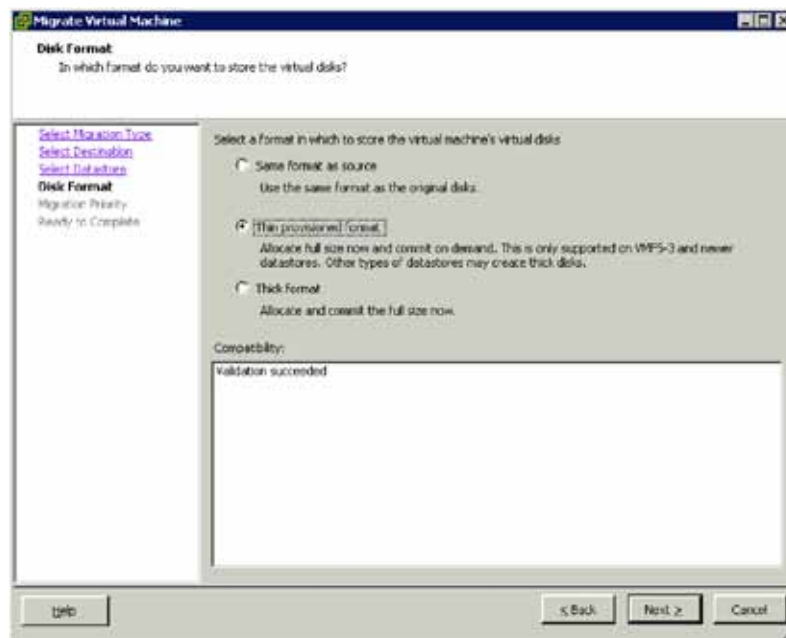 Migrate Virtual Machine
Disk Format
In which format do you want to store the virtual disks?
Select Migration Type
Select Destination
Select Datastore
Disk Format
Migration Priority
Ready to Complete
Select a format in which to store the virtual machine's virtual disks
Same format as source
Use the same format as the original disks.
Thin provisioned format
Allocate full size now and commit on demand. This is only supported on VMFS-3 and newer
datastores. Other types of datastores may create thick disks.
Thick format
Allocate and commit the full size now.
Compatibility:
Validation succeeded
Help
< Back
Next >
Cancel